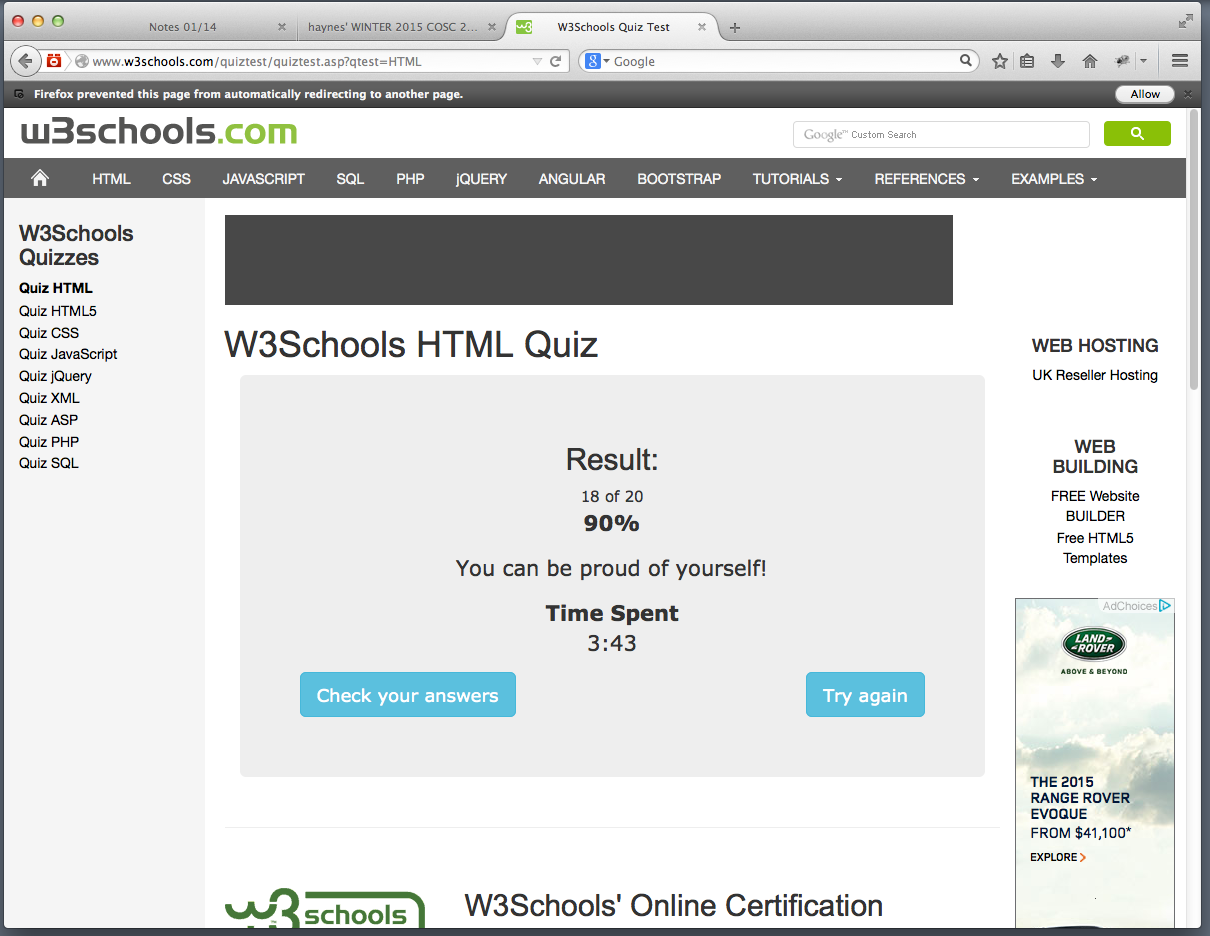 Notes 01/14
haynes' WINTER 2015 COSC 2...
W3Schools Quiz Test
www.w3schools.com/quiztest/quiztest.asp?qtest=HTML
Google
Firefox prevented this page from automatically redirecting to another page.
Allow
w3schools.com
Google™ Custom Search
HTML CSS JAVASCRIPT SQL PHP jQUERY ANGULAR BOOTSTRAP TUTORIALS REFERENCES EXAMPLES
W3Schools
Quizzes
Quiz HTML
Quiz HTML5
Quiz CSS
Quiz JavaScript
Quiz jQuery
Quiz XML
Quiz ASP
Quiz PHP
Quiz SQL
W3Schools HTML Quiz
Result:
18 of 20
90%
You can be proud of yourself!
Time Spent
3:43
Check your answers
Try again
WEB HOSTING
UK Reseller Hosting
WEB
BUILDING
FREE Website
BUILDER
Free HTML5
Templates
AdChoices
LAND-
-ROVER
ABOVE & BEYOND
THE 2015
RANGE ROVER
EVOQUE
FROM $41,100*
EXPLORE
w3 schools
W3Schools' Online Certification